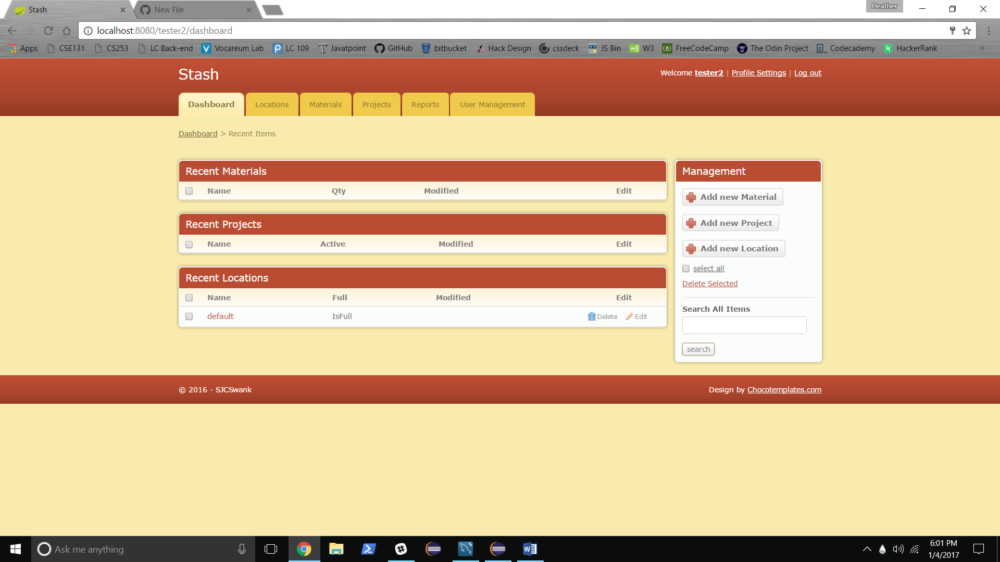 Stash
New File
Heather
localhost:8080/tester2/dashboard
Apps CSE131 CS253 LC Back-end Vocareum Lab LC 109 Javatpoint GitHub bitbucket Hack Design cssdeck JS Bin W3 FreeCodeCamp The Odin Project Codecademy HackerRank »
Stash
Welcome tester2 | Profile Settings | Log out
Dashboard Locations Materials Projects Reports User Management
Dashboard > Recent Items
Recent Materials
Name Qty Modified Edit
Recent Projects
Name Active Modified Edit
Recent Locations
Name Full Modified Edit
default IsFull Delete Edit
Management
Add new Material
Add new Project
Add new Location
select all
Delete Selected
Search All Items
search
© 2016 - SJCSwank
Design by Chocotemplates.com
Ask me anything
6:01 PM
1/4/2017